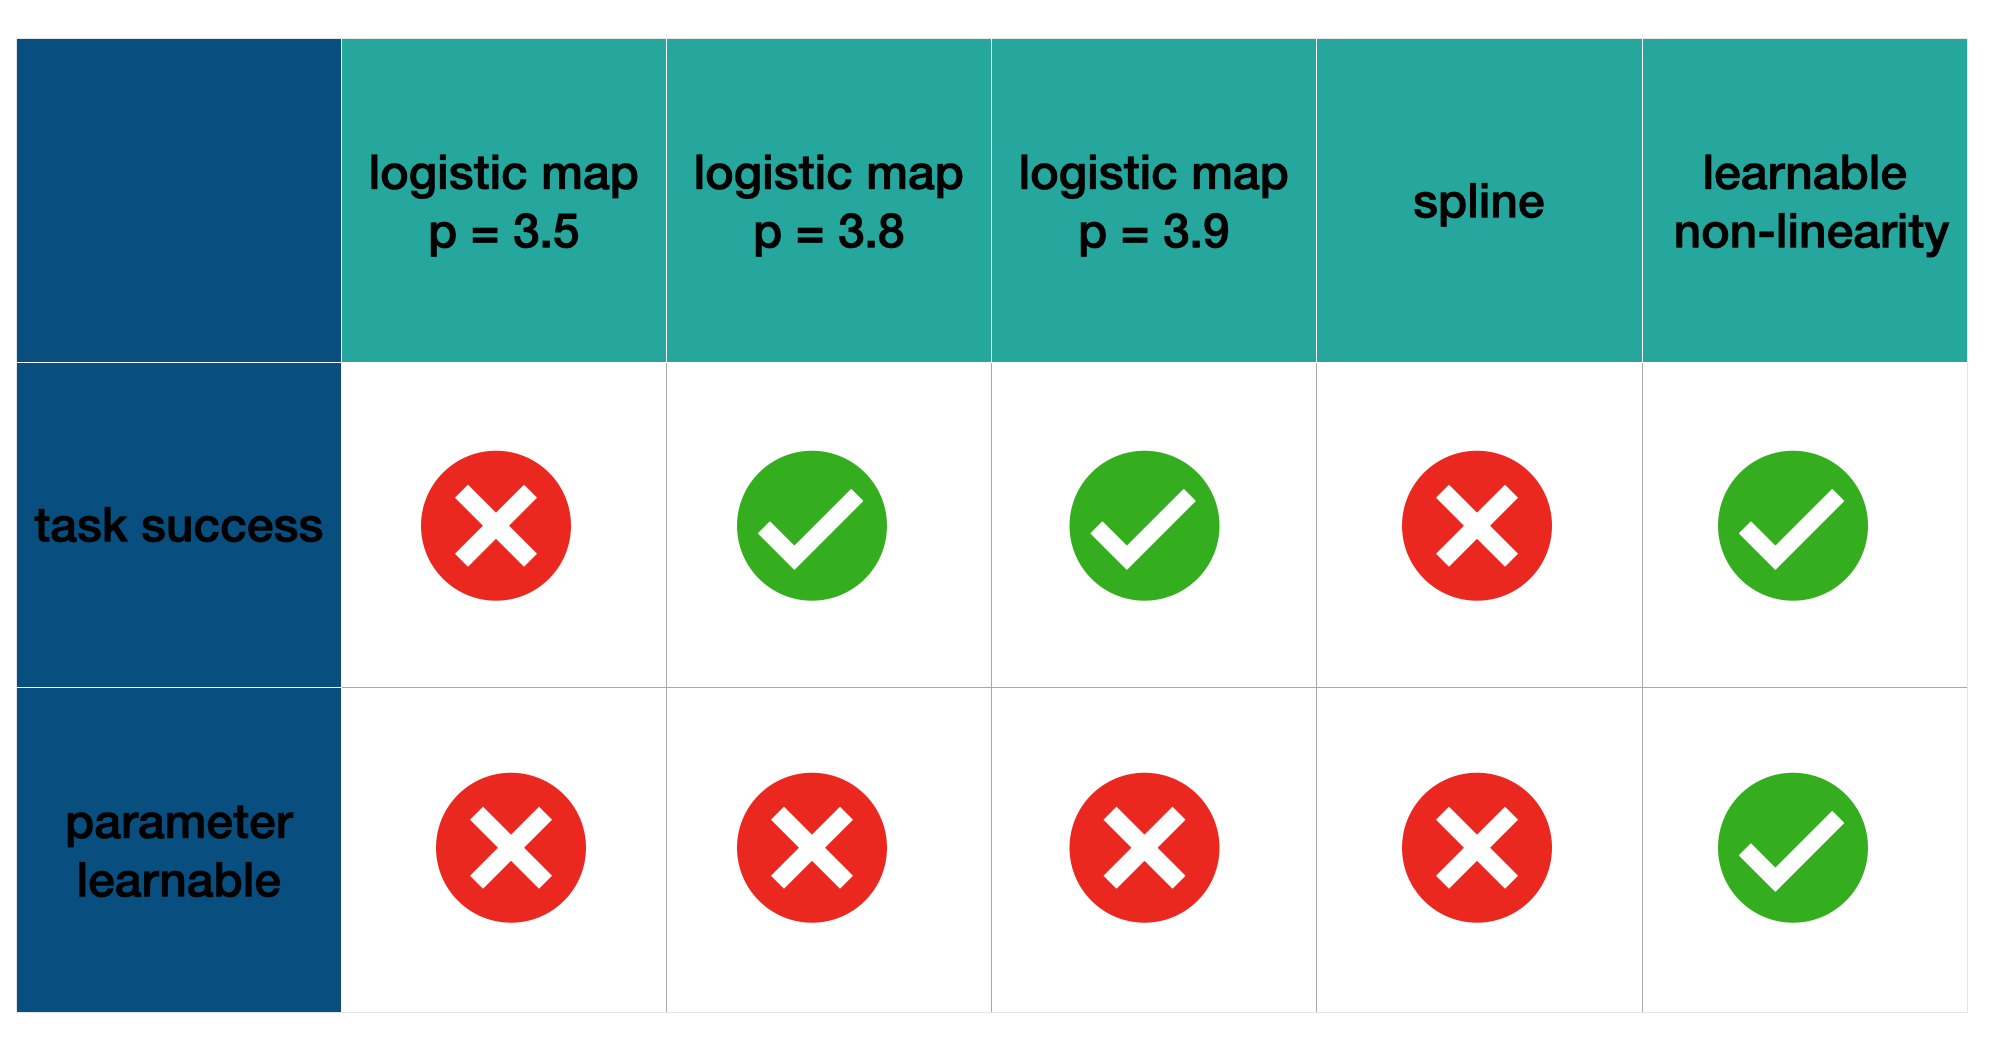 logistic map
p = 3.5
logistic map
p = 3.8
logistic map
p = 3.9
spline
learnable
non-linearity
task success
parameter
learnable